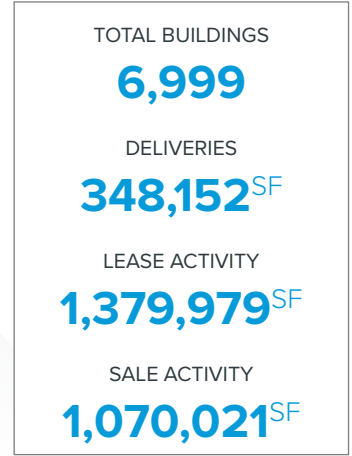 TOTAL BUILDINGS
6,999
DELIVERIES
348,152SF
LEASE ACTIVITY
1,379,979SF
SALE ACTIVITY
1,070,021SF